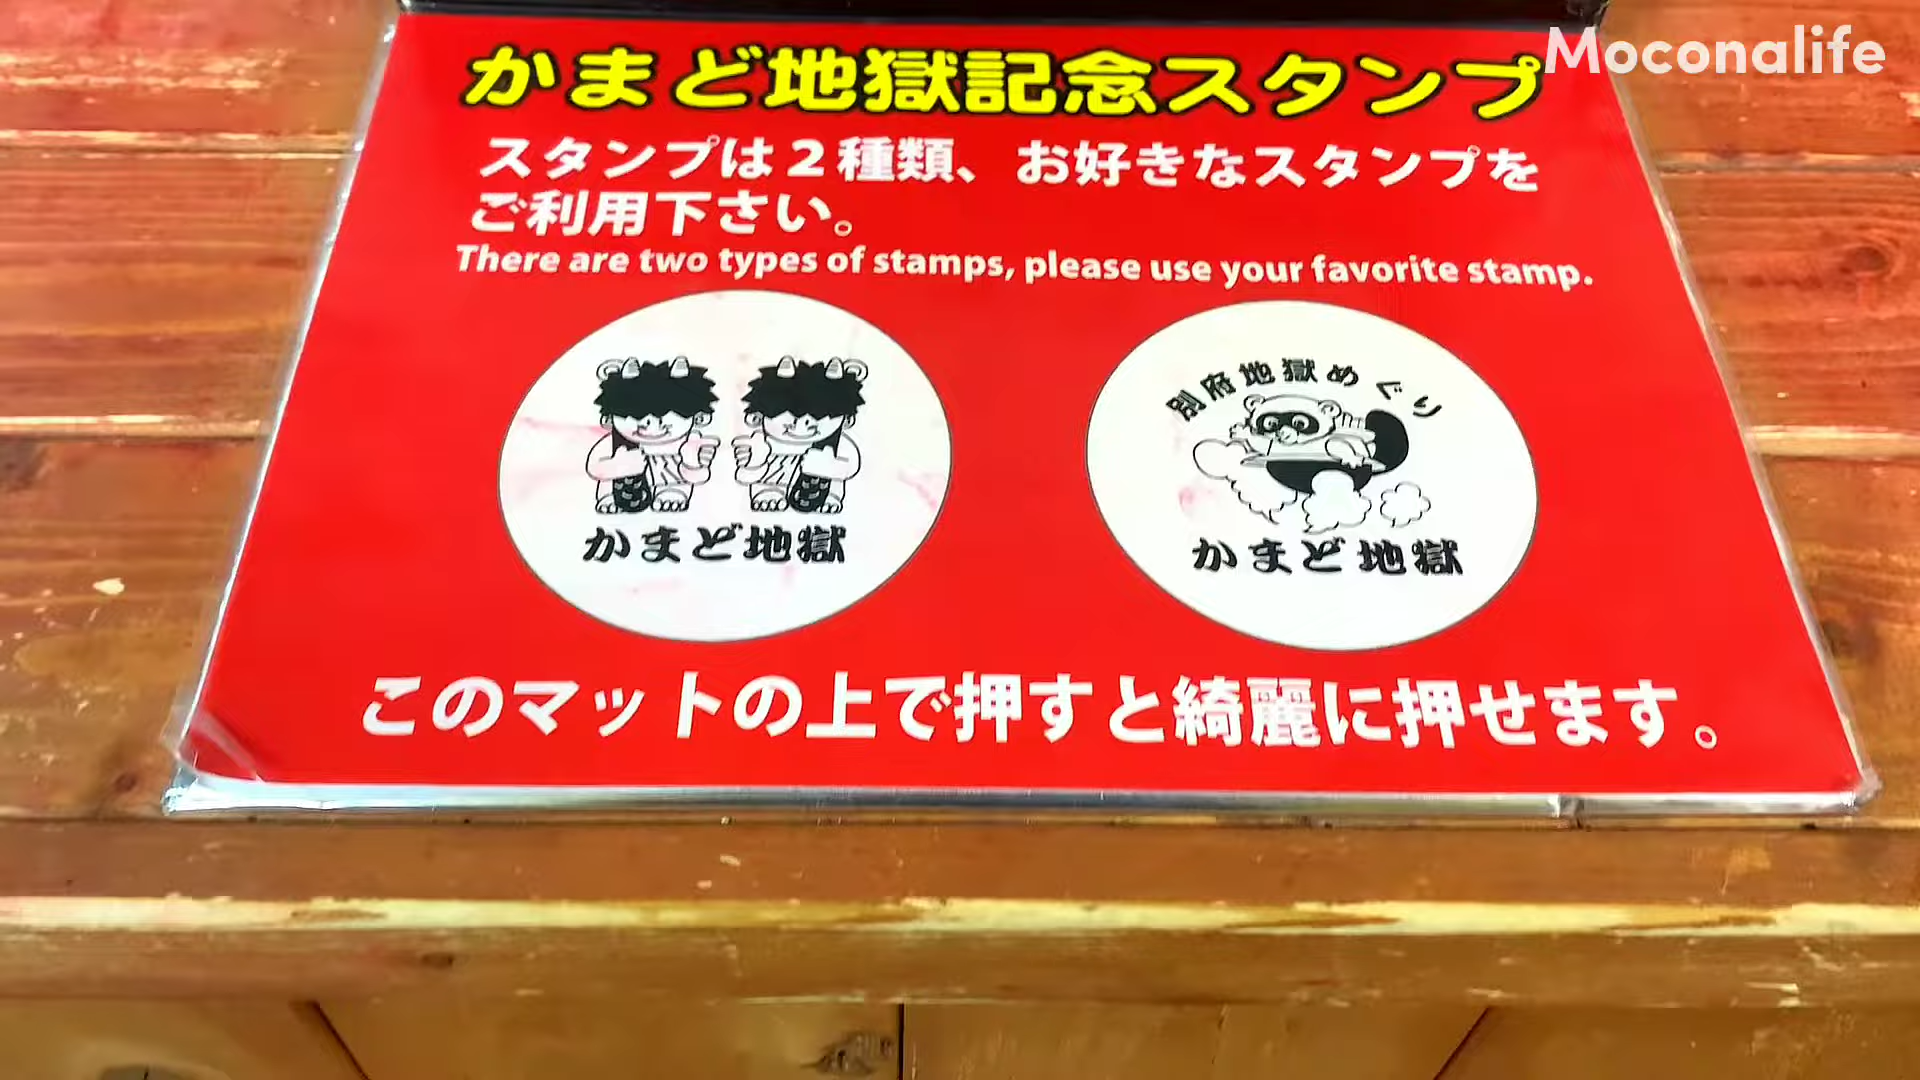 Moconalife
かまど地獄記念スタンプ
スタンプは2種類、お好きなスタンプを
ご利用下さい。
There are two types of stamps, please use your favorite stamp.
かまど地獄
別府地獄めぐり
かまど地獄
このマットの上で押すと綺麗に押せます。